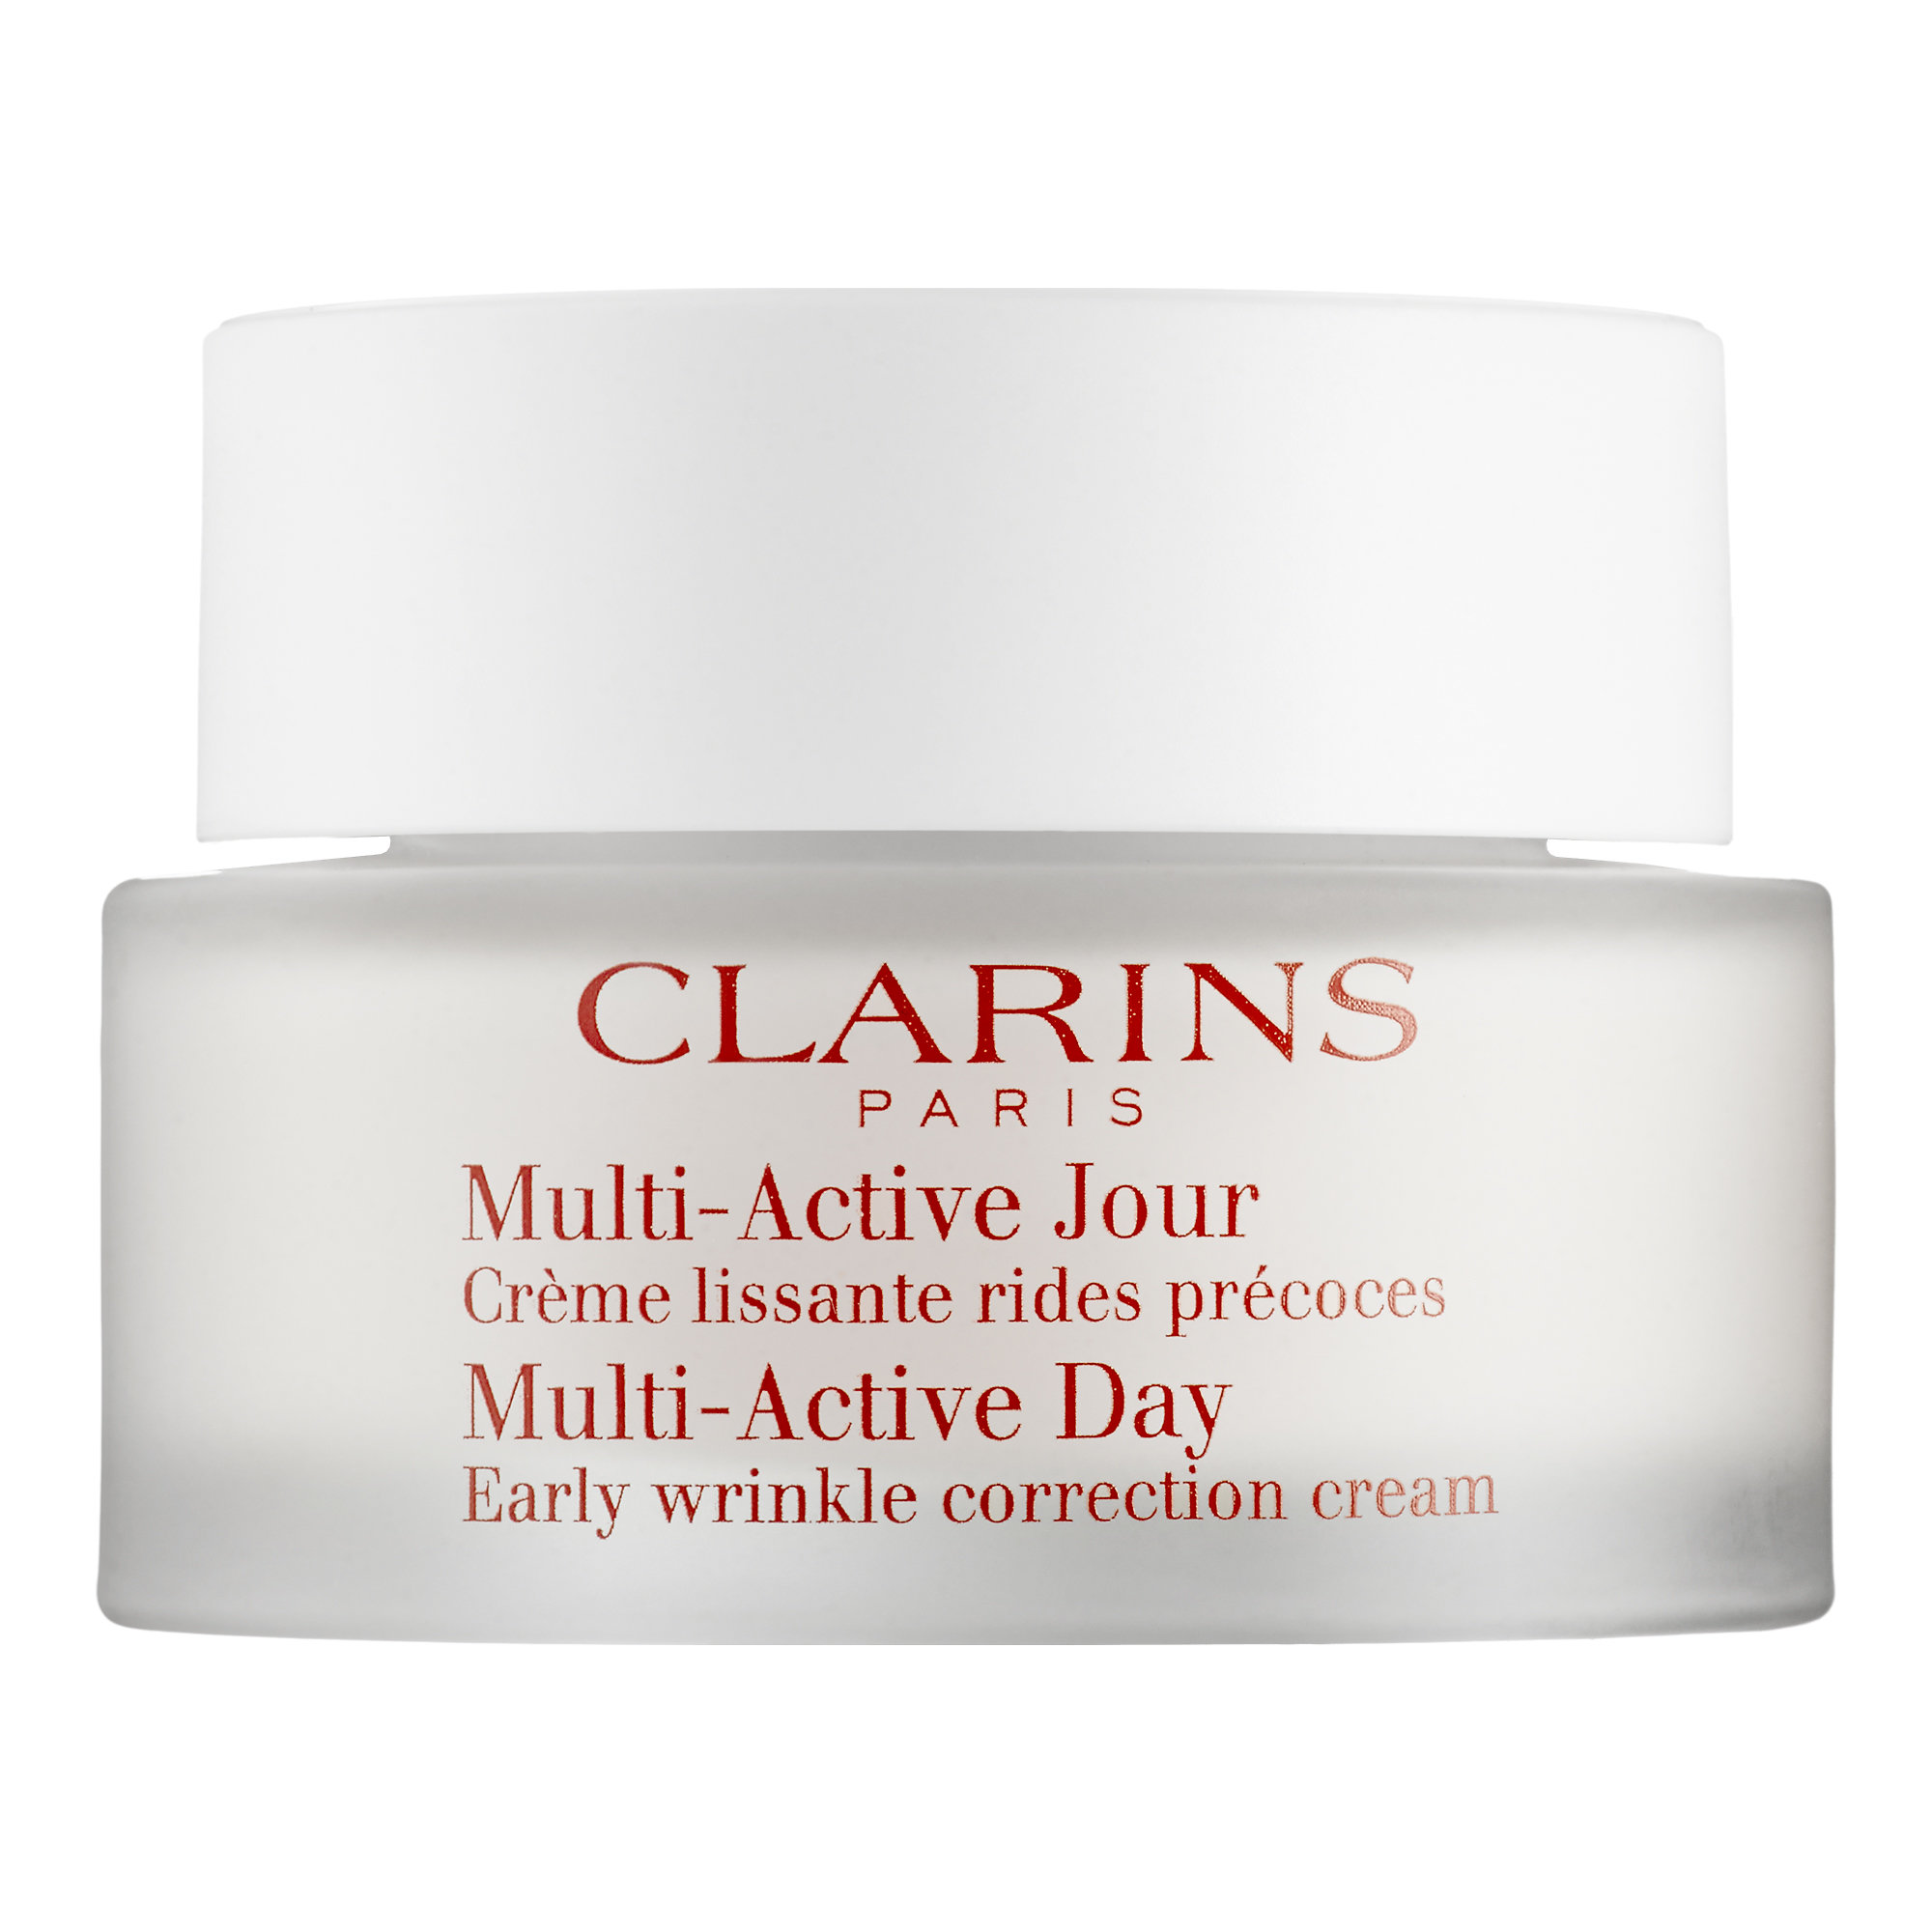 CLARINS
PARIS
Multi-Active Jour
Crème lissante rides précoces
Multi-Active Day
Early wrinkle correction cream